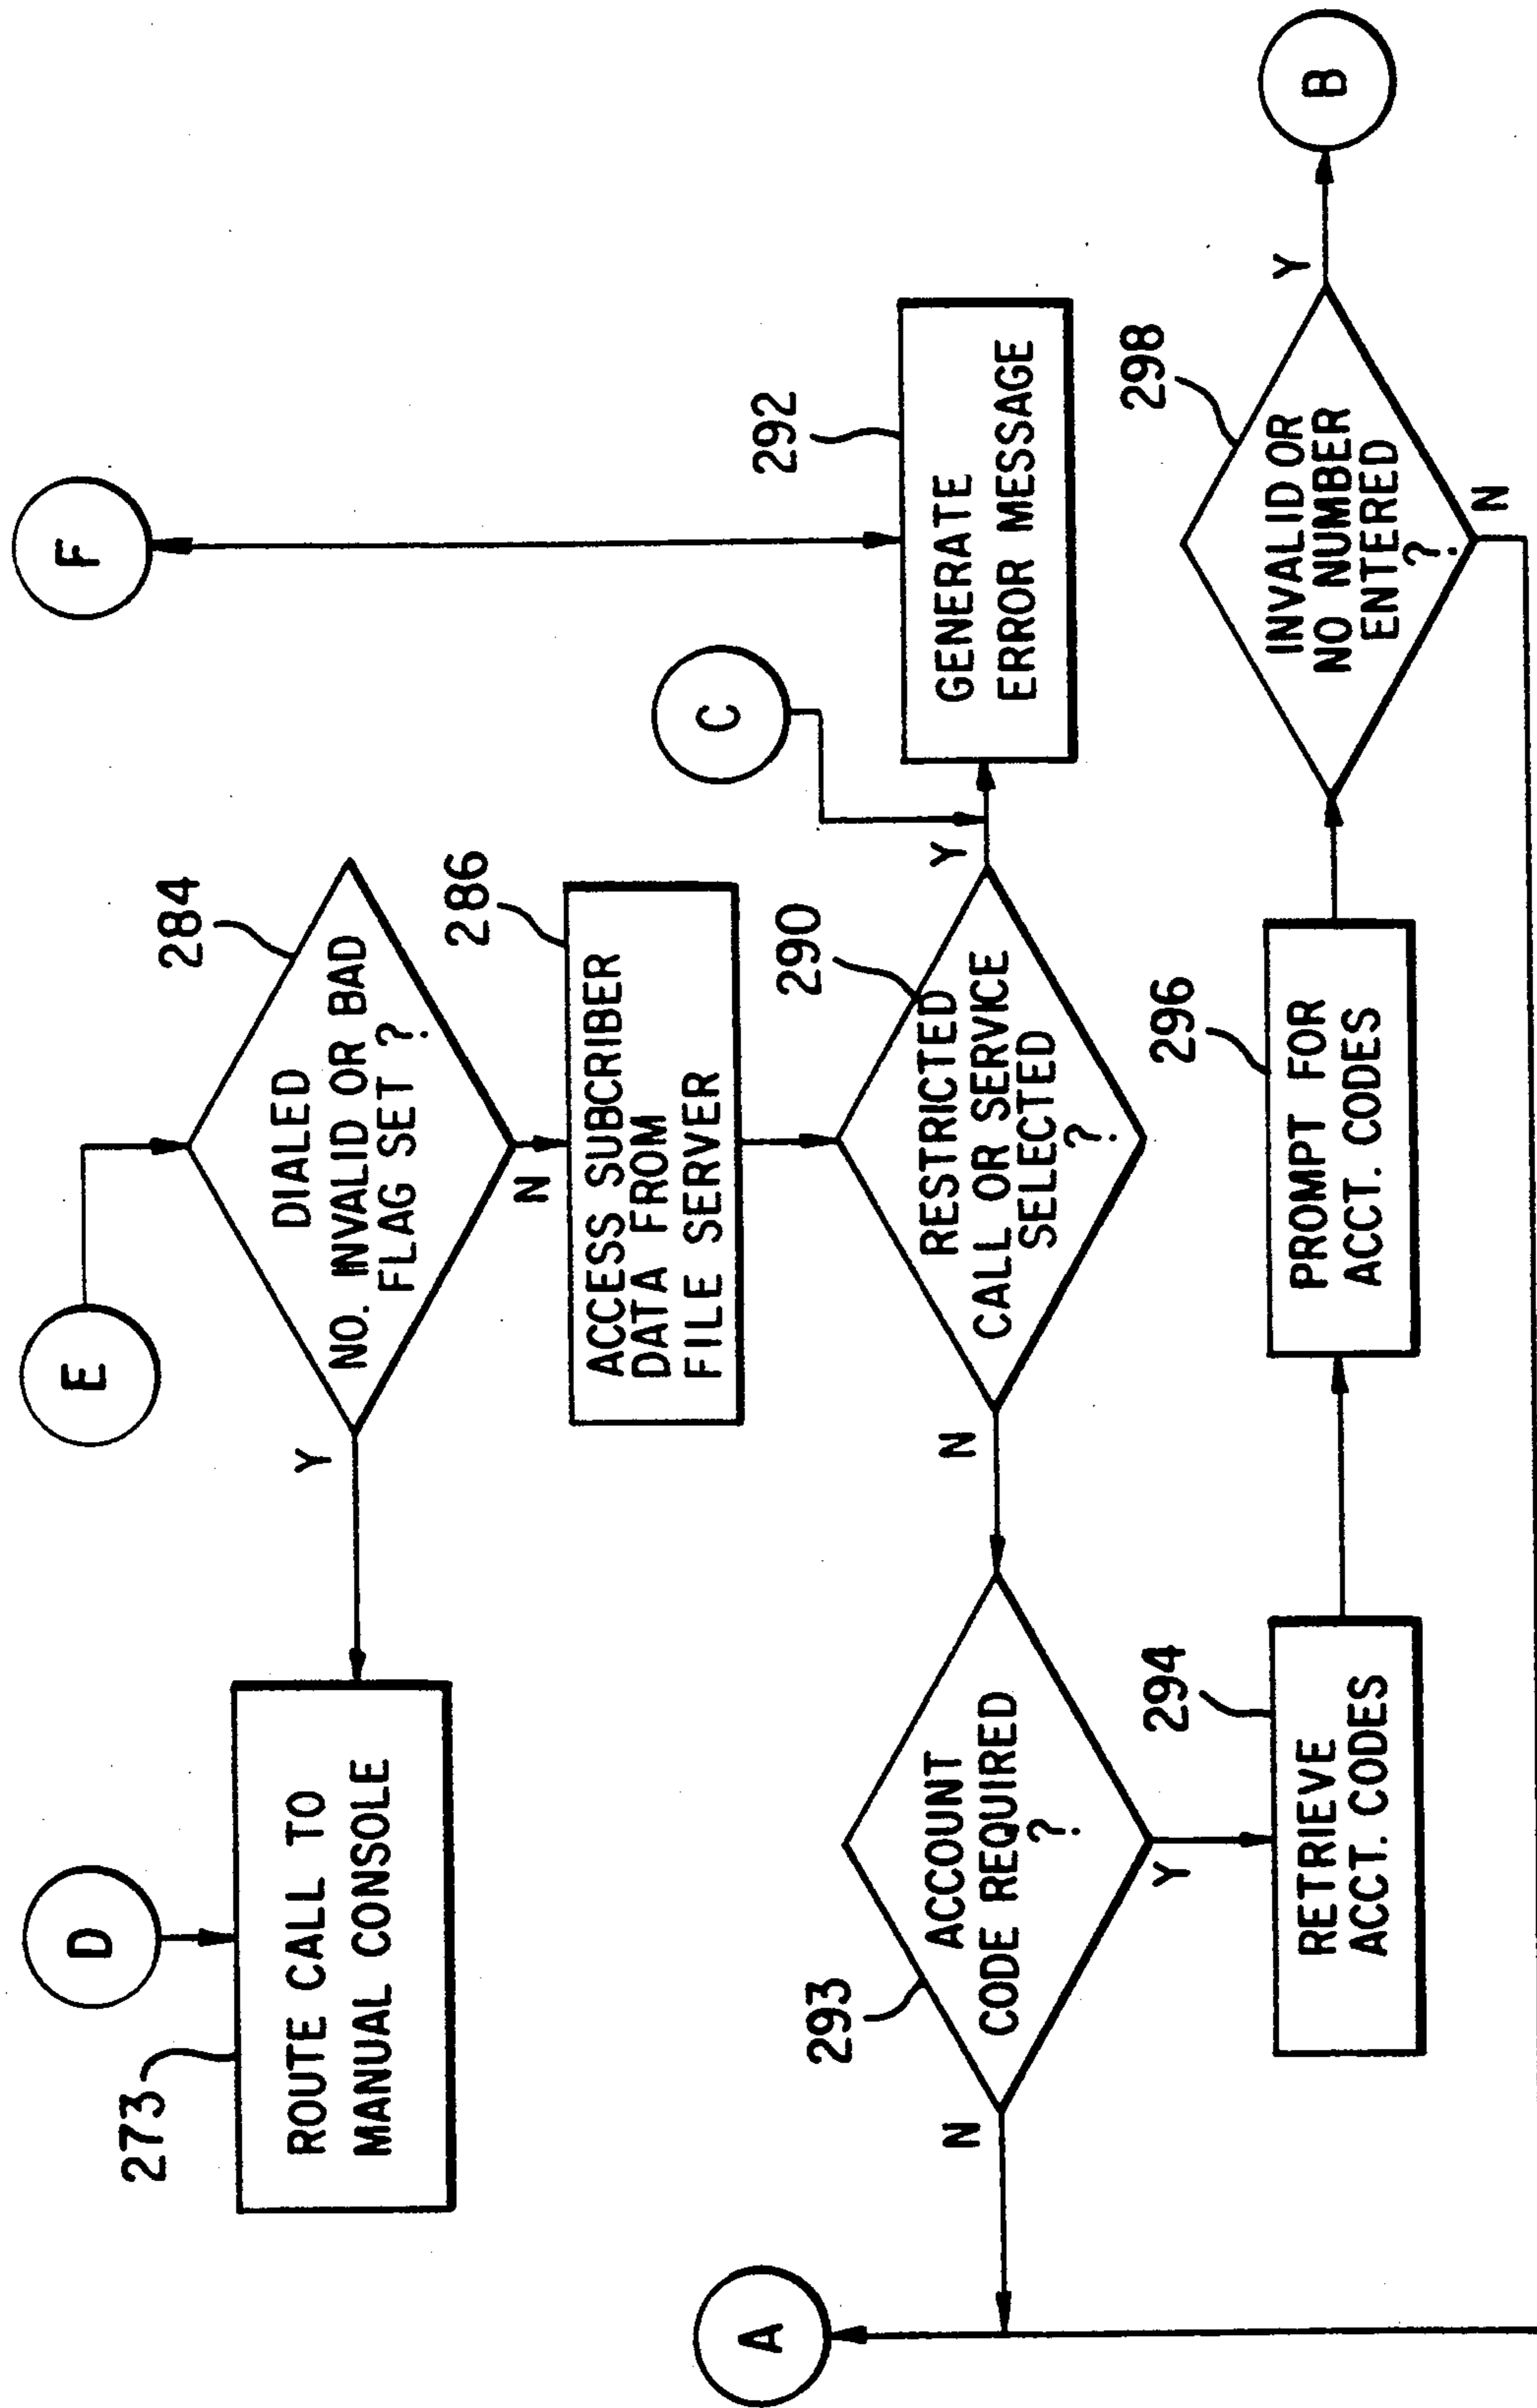 D
E
F
273
ROUTE CALL TO
MANUAL CONSOLE
Y
284
DIALED
NO. INVALID OR BAD
FLAG SET ?
N
286
ACCESS SUBCRIBER
DATA FROM
FILE SERVER
C
A
290
RESTRICTED
CALL OR SERVICE
SELECTED
?
Y
292
GENERATE
ERROR MESSAGE
N
293
ACCOUNT
CODE REQUIRED
?
N
Y
294
RETRIEVE
ACCT. CODES
296
PROMPT FOR
ACCT. CODES
298
INVALID OR
NO NUMBER
ENTERED
?
Y
B
N